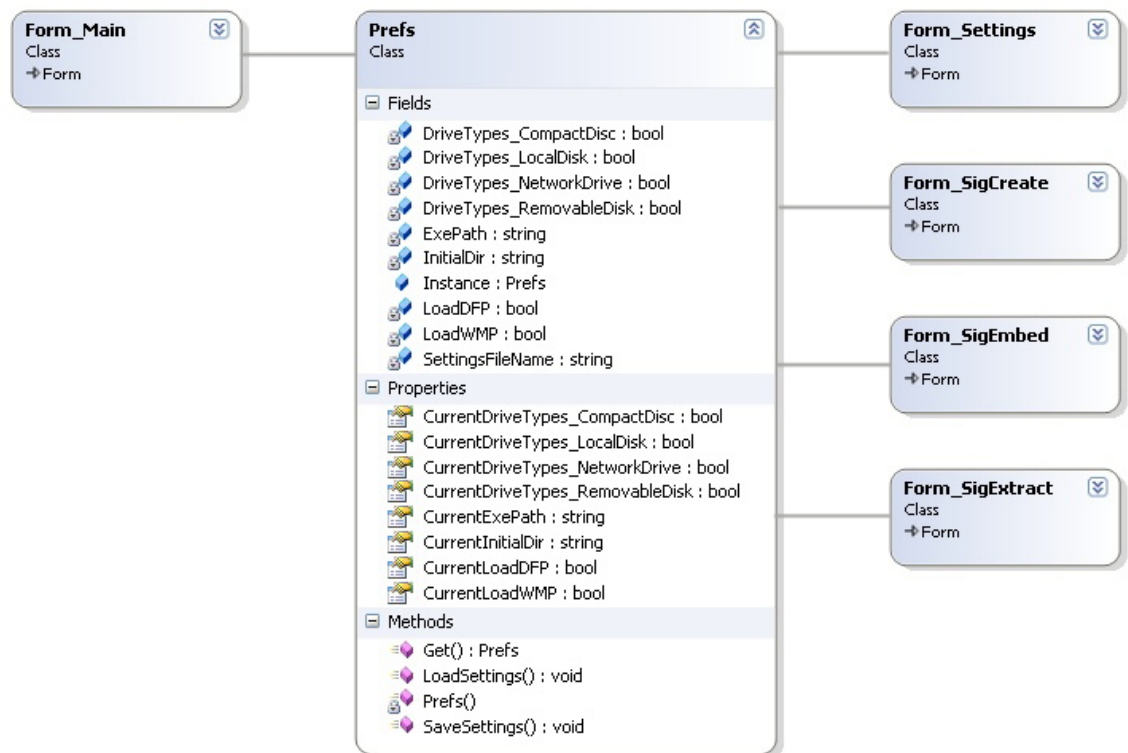 Form_Main
Class
Form
Prefs
Class
Fields
DriveTypes_CompactDisc : bool
DriveTypes_LocalDisk : bool
DriveTypes_NetworkDrive : bool
DriveTypes_RemovableDisk : bool
ExePath : string
InitialDir : string
Instance : Prefs
LoadDFP : bool
LoadWMP : bool
SettingsFileName : string
Properties
CurrentDriveTypes_CompactDisc : bool
CurrentDriveTypes_LocalDisk : bool
CurrentDriveTypes_NetworkDrive : bool
CurrentDriveTypes_RemovableDisk : bool
CurrentExePath : string
CurrentInitialDir : string
CurrentLoadDFP : bool
CurrentLoadWMP : bool
Methods
Get() : Prefs
LoadSettings() : void
Prefs()
SaveSettings() : void
Form_Settings
Class
Form
Form_SigCreate
Class
Form
Form_SigEmbed
Class
Form
Form_SigExtract
Class
Form